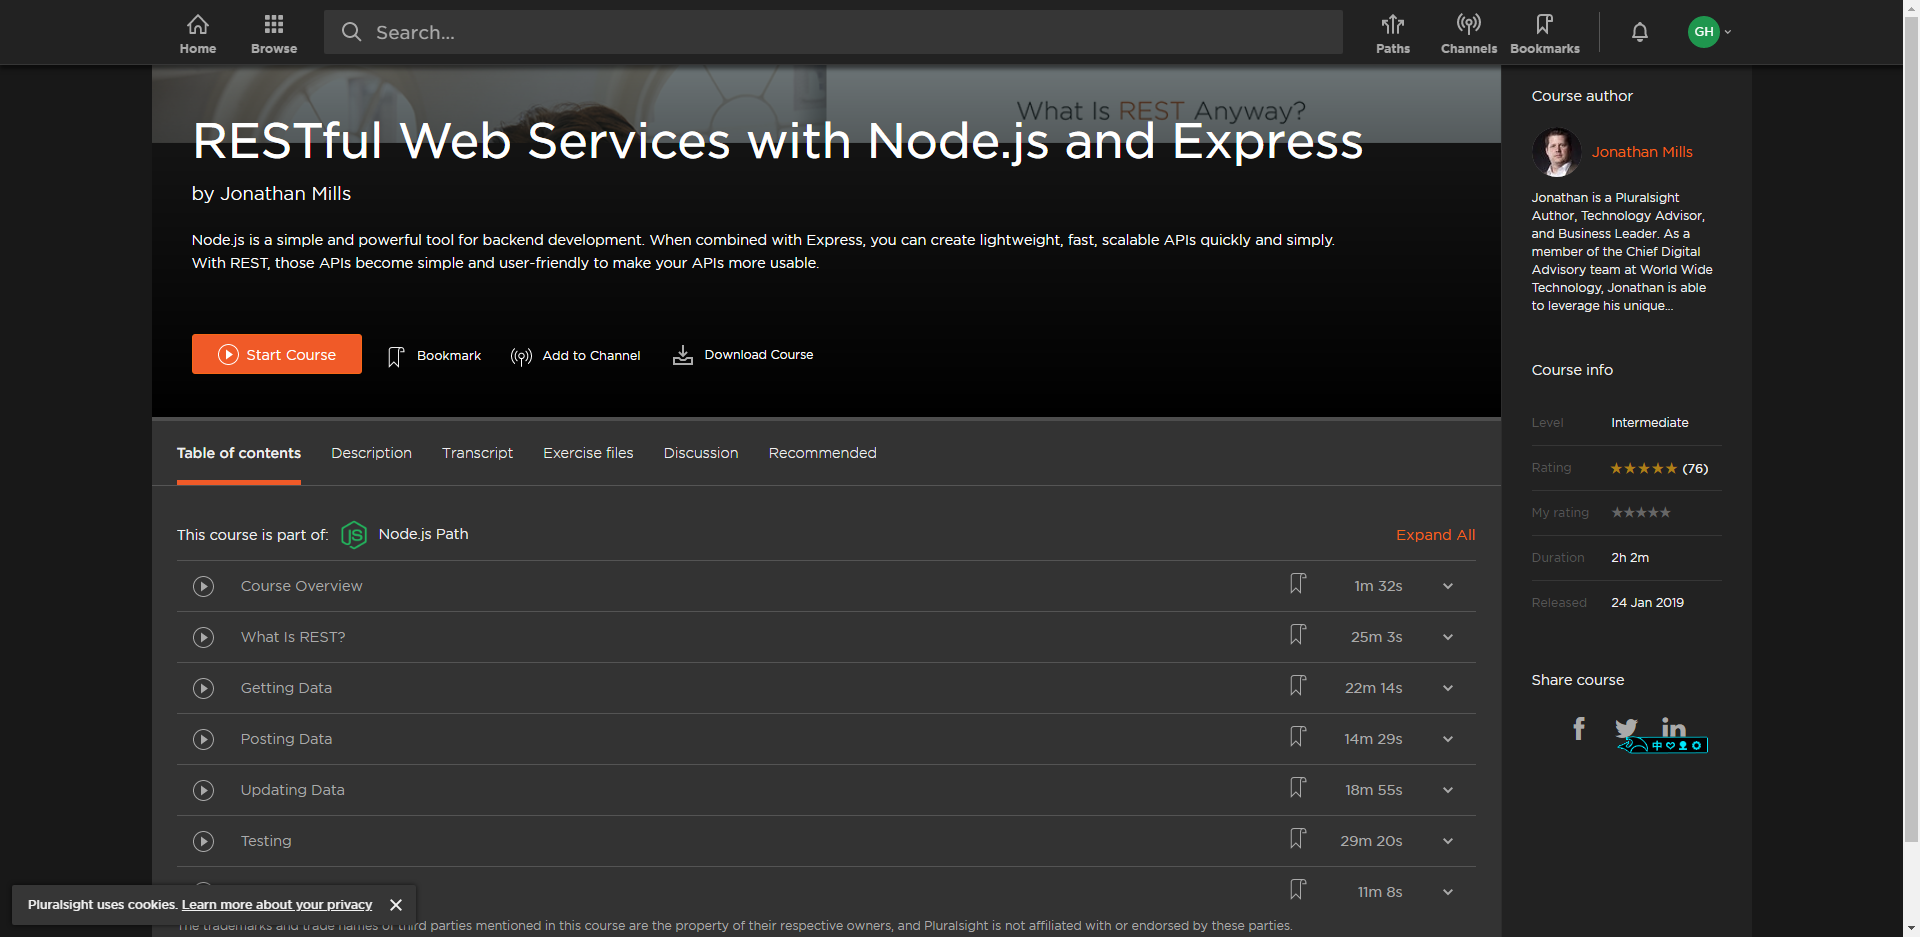 Home
Browse
Search...
Paths
Channels
Bookmarks
GH
What Is REST Anyway?
RESTful Web Services with Node.js and Express
by Jonathan Mills
Node.js is a simple and powerful tool for backend development. When combined with Express, you can create lightweight, fast, scalable APIs quickly and simply.
With REST, those APIs become simple and user-friendly to make your APIs more usable.
Start Course
Bookmark
Add to Channel
Download Course
Table of contents
Description
Transcript
Exercise files
Discussion
Recommended
This course is part of:
JS
Node.js Path
Expand All
Course Overview
1m 32s
What Is REST?
25m 3s
Getting Data
22m 14s
Posting Data
14m 29s
Updating Data
18m 55s
Testing
29m 20s
11m 8s
The trademarks and trade names of third parties mentioned in this course are the property of their respective owners, and Pluralsight is not affiliated with or endorsed by these parties.
Pluralsight uses cookies. Learn more about your privacy
Course author
Jonathan Mills
Jonathan is a Pluralsight
Author, Technology Advisor,
and Business Leader. As a
member of the Chief Digital
Advisory team at World Wide
Technology, Jonathan is able
to leverage his unique...
Course info
Level
Intermediate
Rating
★★★★★ (76)
My rating
★★★★★
Duration
2h 2m
Released
24 Jan 2019
Share course
f
in
中